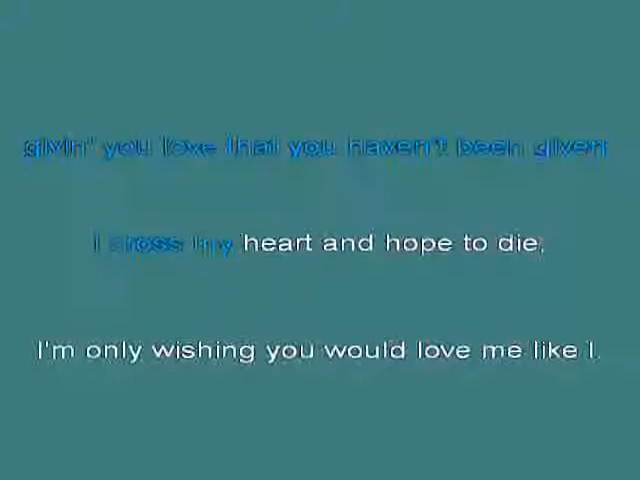 givin' you love that you haven't been given
I cross my heart and hope to die,
I'm only wishing you would love me like I